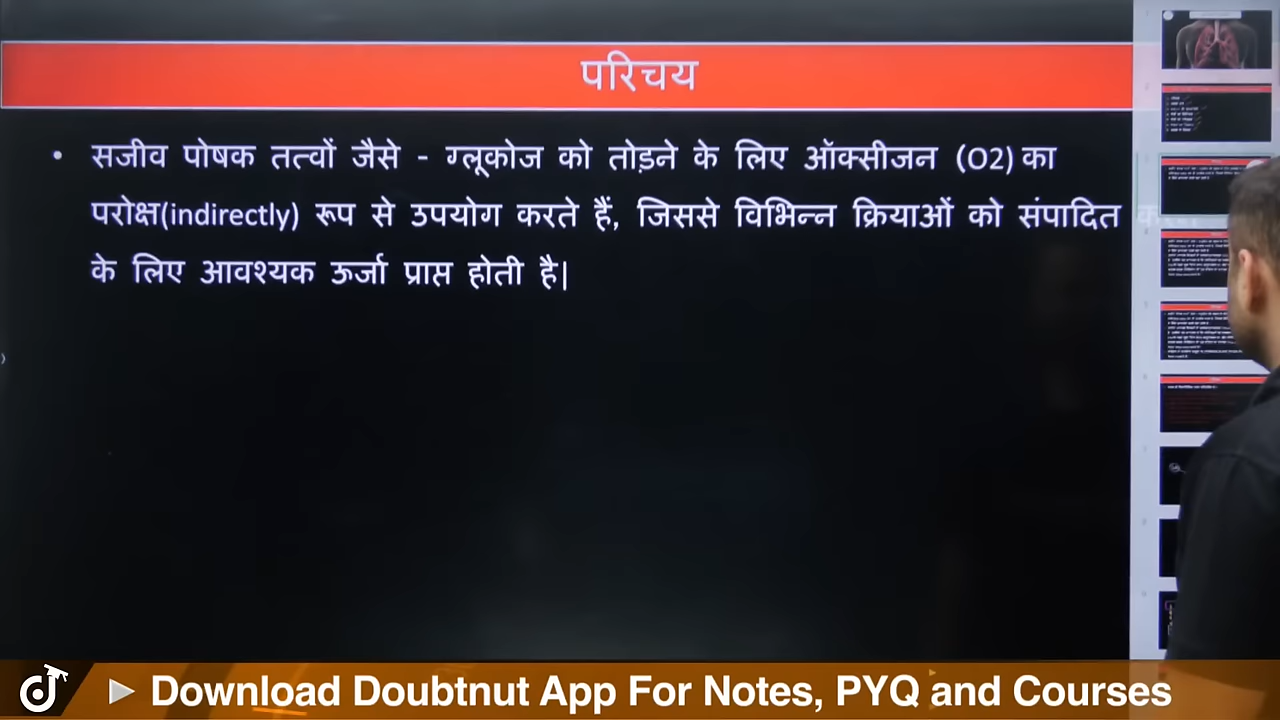 परिचय
• सजीव पोषक तत्वों जैसे - ग्लूकोज को तोड़ने के लिए ऑक्सीजन (O2) का
परोक्ष(indirectly) रूप से उपयोग करते हैं, जिससे विभिन्न क्रियाओं को संपादित
के लिए आवश्यक ऊर्जा प्राप्त होती है|
Download Doubtnut App For Notes, PYQ and Courses